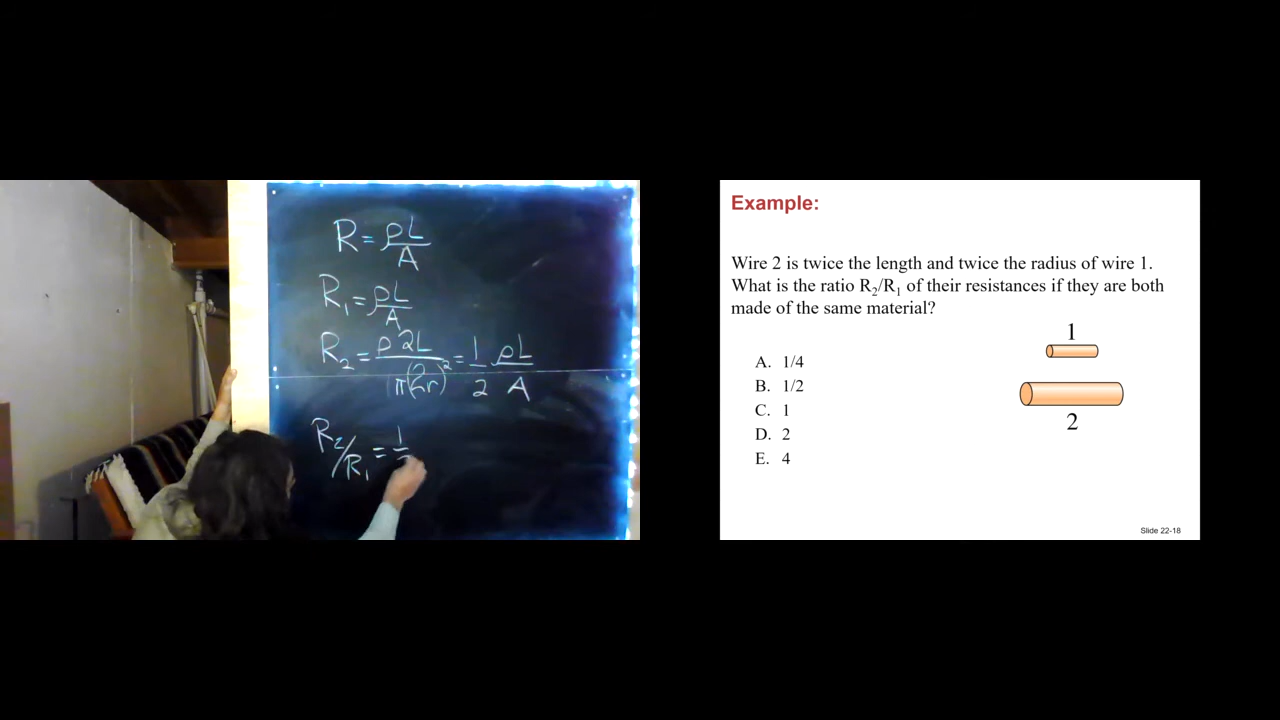 R = ρL/A
R₁ = ρL/A
R₂ = ρ2L/π(2r)² = 1/2 ρL/A
R₂/R₁ = 1/
Example:
Wire 2 is twice the length and twice the radius of wire 1.
What is the ratio R₂/R₁ of their resistances if they are both
made of the same material?
1
A. 1/4
B. 1/2
C. 1
D. 2
E. 4
2
Slide 22-18